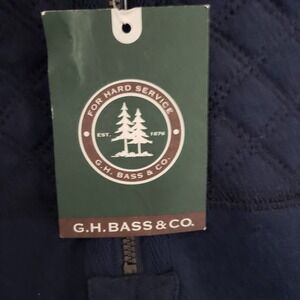 FOR HARD SERVICE
EST. 1876
G.H. BASS & CO.
G.H.BASS&CO.